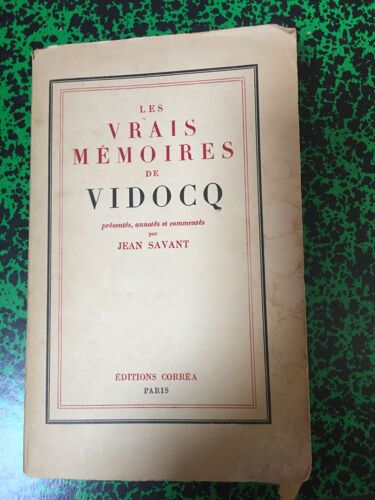 LES
VRAIS
MÉMOIRES
DE
VIDOCQ
présentés, annotés et commentés
par
JEAN SAVANT
ÉDITIONS CORRÊA
PARIS